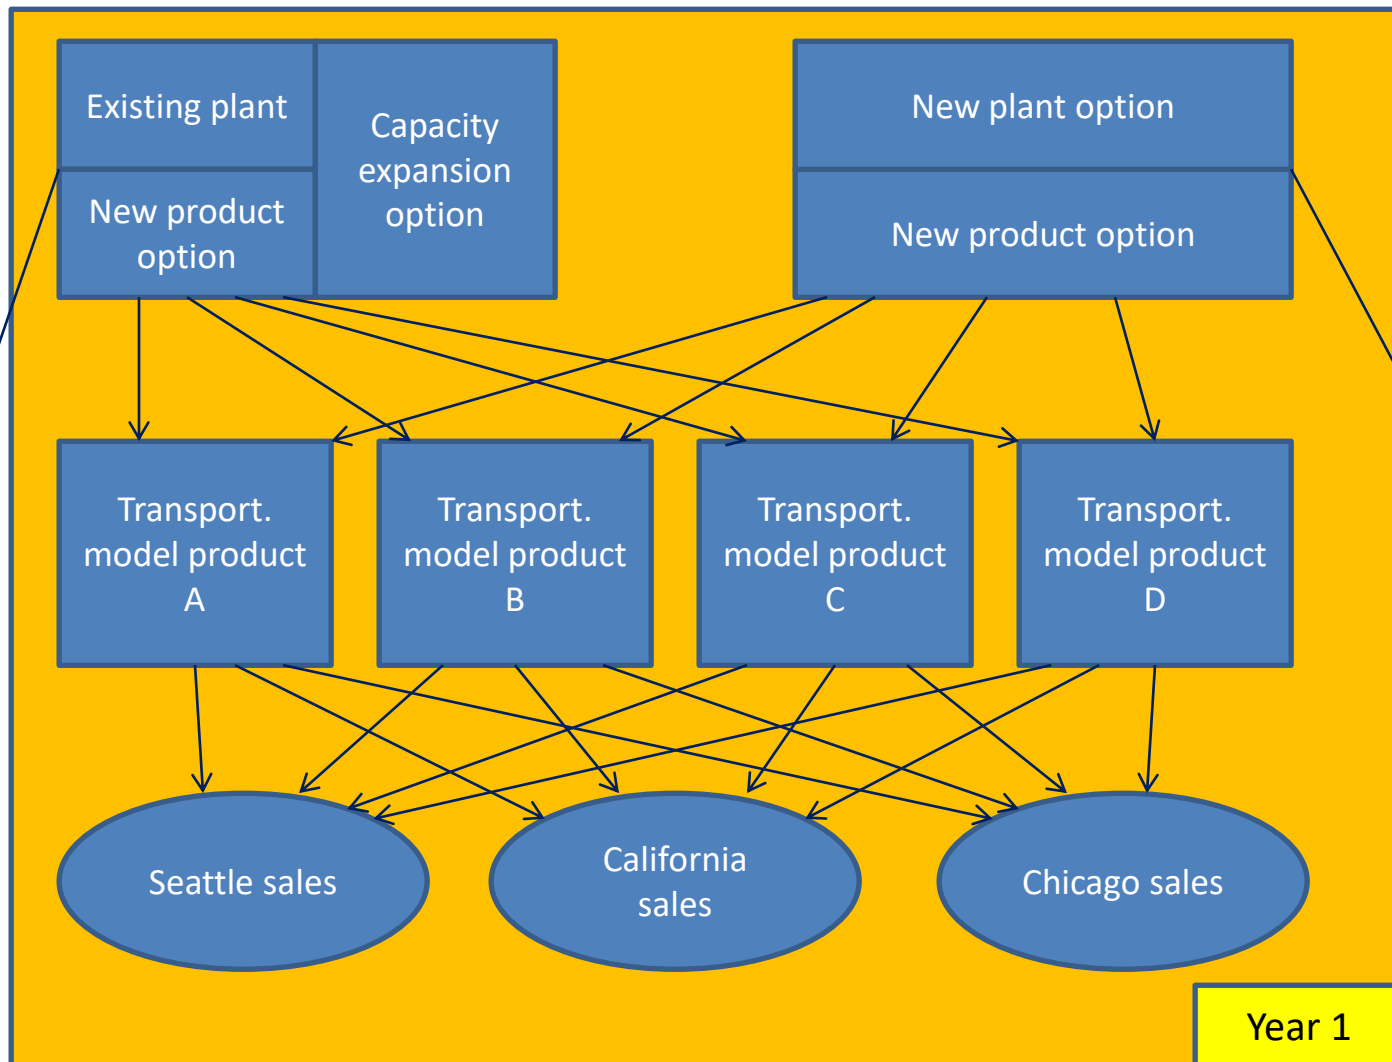 Existing plant
Capacity
expansion
option
New product
option
New plant option
New product option
Transport.
model product
A
Transport.
model product
B
Transport.
model product
C
Transport.
model product
D
Seattle sales
California
sales
Chicago sales
Year 1